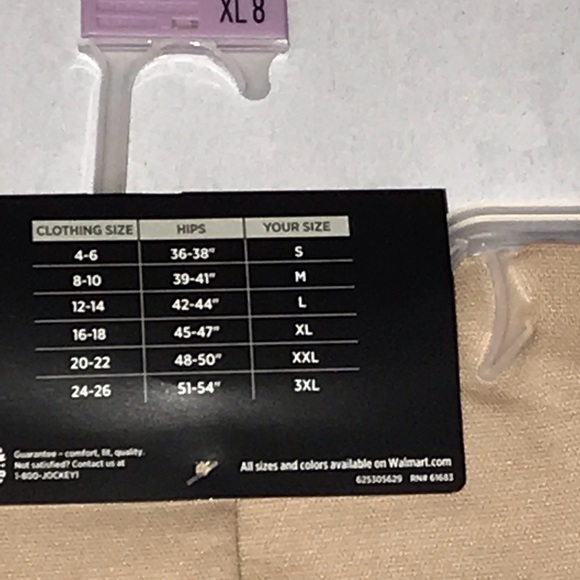 XL 8
CLOTHING SIZE HIPS YOUR SIZE
4-6 36-38" S
8-10 39-41" M
12-14 42-44" L
16-18 45-47" XL
20-22 48-50" XXL
24-26 51-54" 3XL
Guarantee – comfort, fit, quality.
Not satisfied? Contact us at
1-800-JOCKEY1
All sizes and colors available on Walmart.com
625305629 RN# 61683